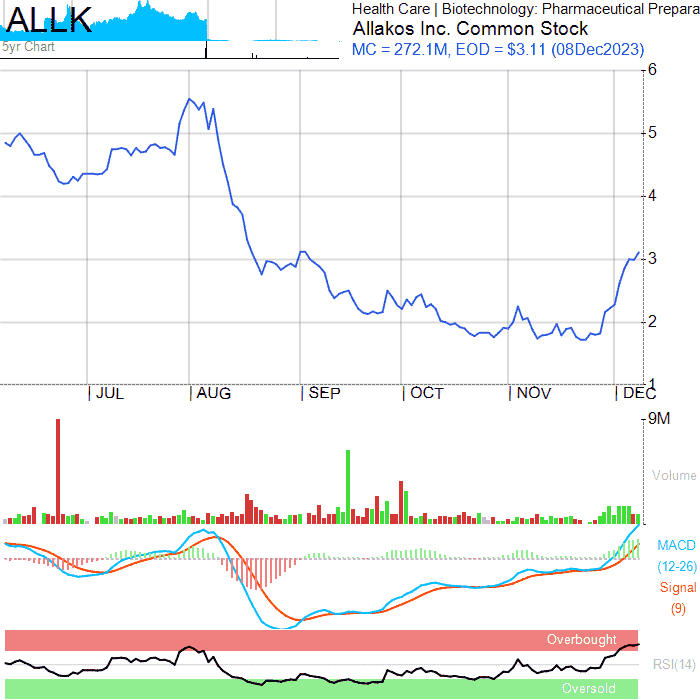 ALLK
5yr Chart
Health Care | Biotechnology: Pharmaceutical Prepara
Allakos Inc. Common Stock
MC = 272.1M, EOD = $3.11 (08Dec2023)
6
5
4
3
2
1
JUL
AUG
SEP
OCT
NOV
DEC
9M
Volume
MACD
(12-26)
Signal
(9)
Overbought
RSI(14)
Oversold